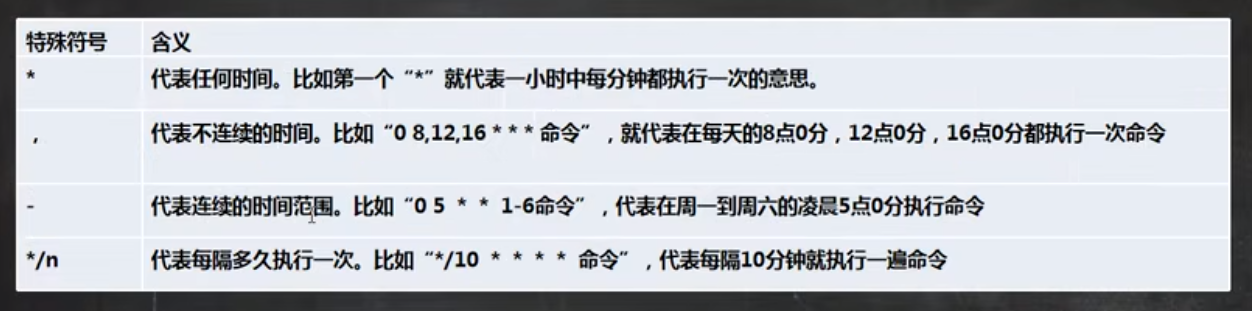 特殊符号 含义
* 代表任何时间。比如第一个“*”就代表一小时中每分钟都执行一次的意思。
， 代表不连续的时间。比如“0 8,12,16 * * * 命令”，就代表在每天的8点0分，12点0分，16点0分都执行一次命令
- 代表连续的时间范围。比如“0 5 * * 1-6命令”，代表在周一到周六的凌晨5点0分执行命令
*/n 代表每隔多久执行一次。比如“*/10 * * * * 命令”，代表每隔10分钟就执行一遍命令